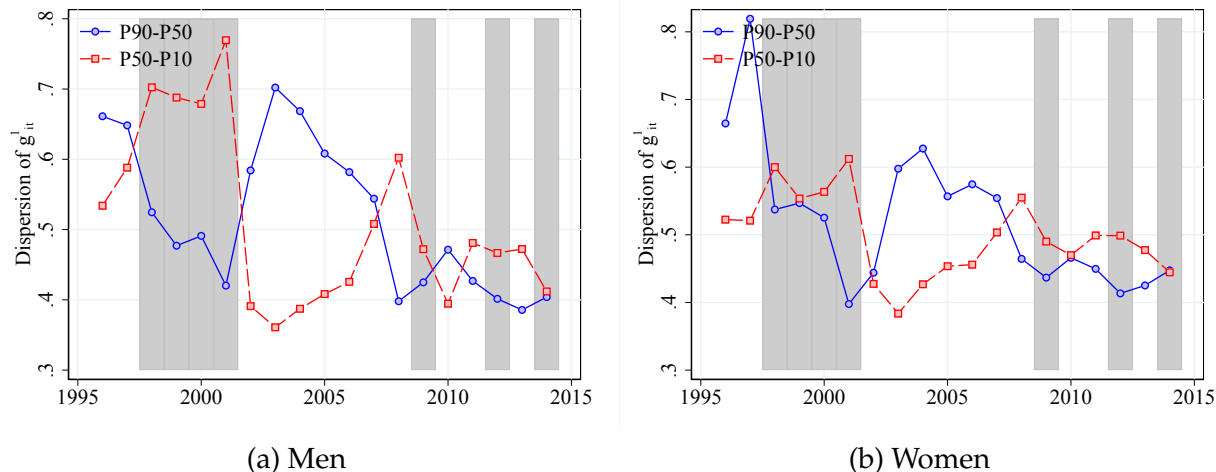 .8
.7
.6
.5
.4
.3
Dispersion of g¹ᵢₜ
P90-P50
P50-P10
1995 2000 2005 2010 2015
(a) Men
.8
.7
.6
.5
.4
.3
Dispersion of g¹ᵢₜ
P90-P50
P50-P10
1995 2000 2005 2010 2015
(b) Women